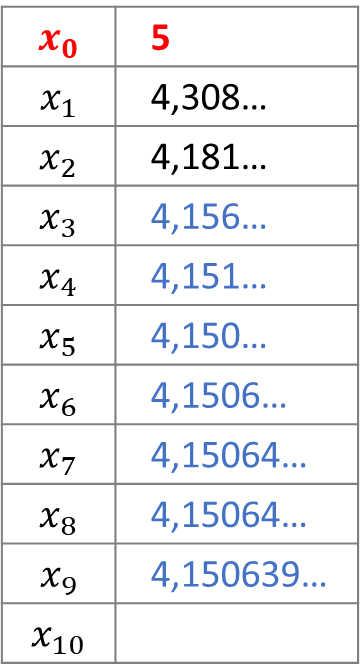 x₀ 5
x₁ 4,308...
x₂ 4,181...
x₃ 4,156...
x₄ 4,151...
x₅ 4,150...
x₆ 4,1506...
x₇ 4,15064...
x₈ 4,15064...
x₉ 4,150639...
x₁₀